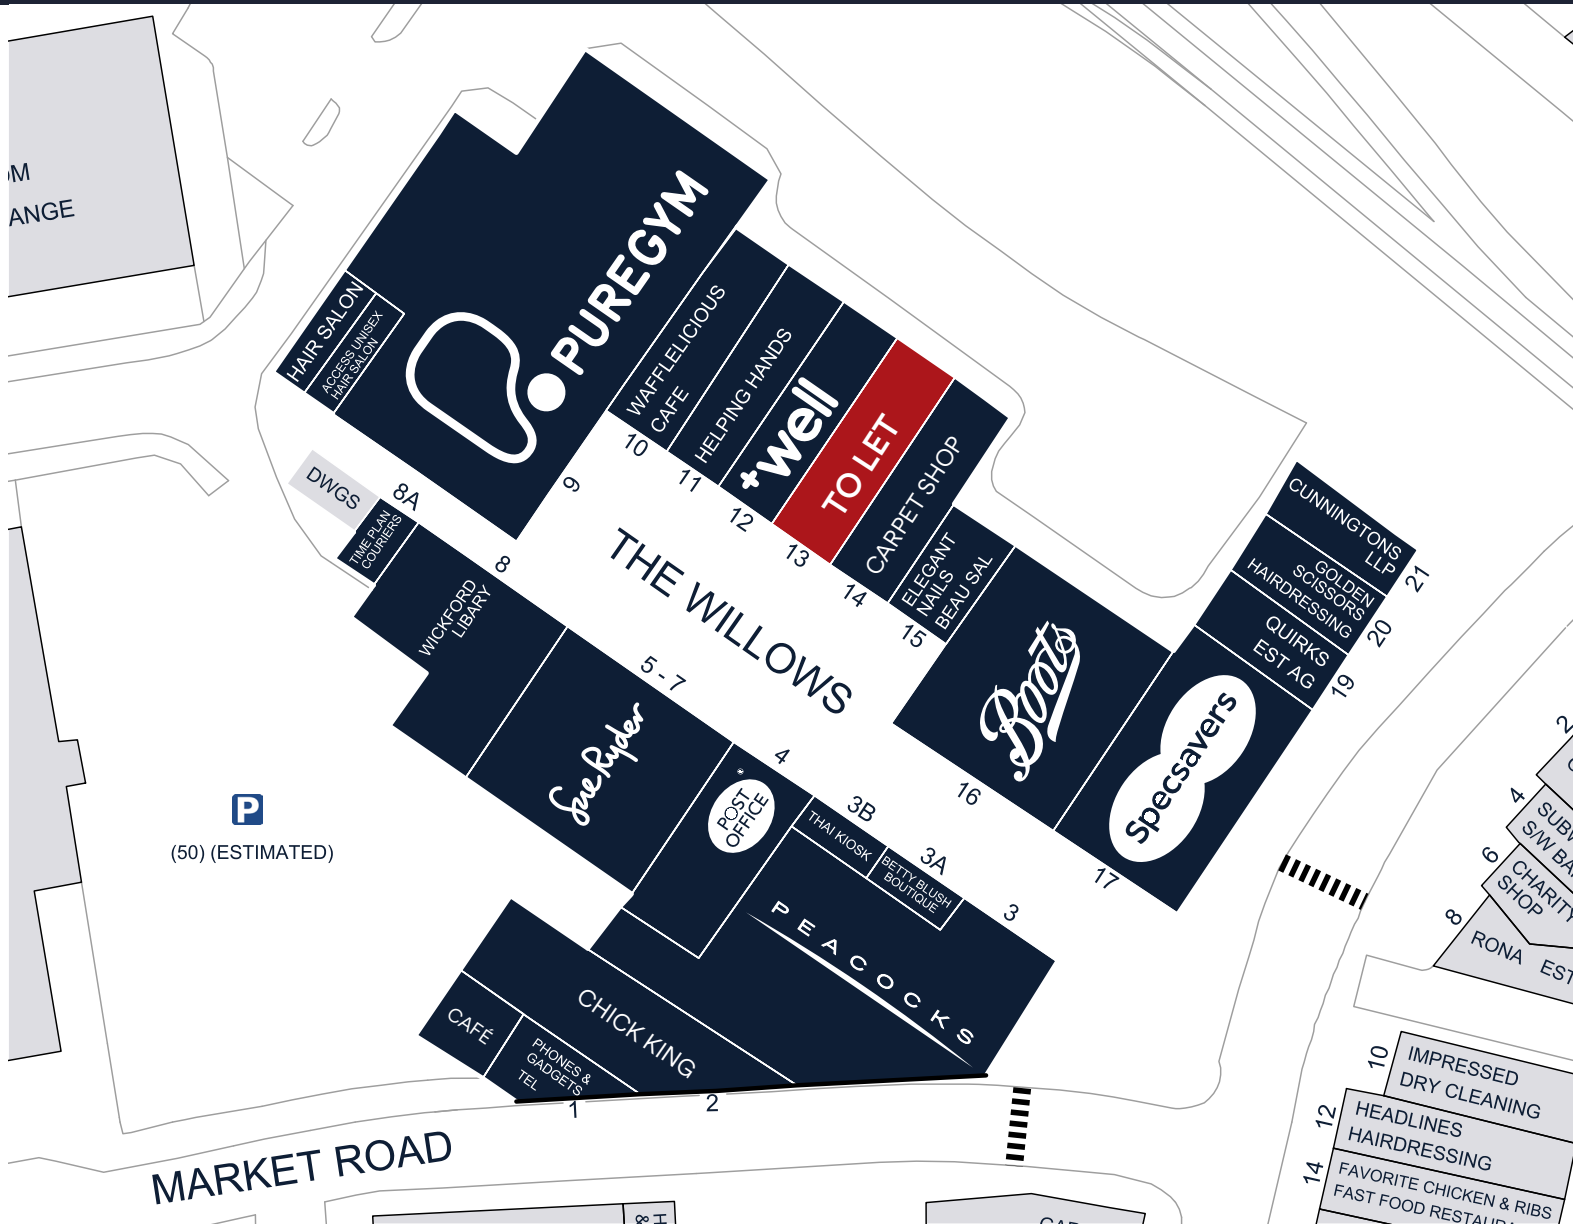 OM
ANGE
HAIR SALON
ACCESS UNISEX
HAIR SALON
PUREGYM
WAFFLELICIOUS
CAFE
HELPING HANDS
+well
TO LET
CARPET SHOP
ELEGANT
NAILS
BEAU SAL
Boots
Specsavers
CUNNINGTONS
LLP
GOLDEN
SCISSORS
HAIRDRESSING
QUIRKS
EST AG
9
10
11
12
13
14
15
16
17
19
20
21
DWGS
8A
TIME PLAN
COURIERS
8
WICKFORD
LIBARY
THE WILLOWS
5 - 7
Sue Ryder
4
POST
OFFICE
3B
THAI KIOSK
3A
BETTY BLUSH
BOUTIQUE
3
PEACOCKS
P
(50) (ESTIMATED)
CHICK KING
CAFÉ
PHONES &
GADGETS
TEL
1
2
MARKET ROAD
2
4
S/W BA
6
CHARITY
SHOP
8
RONA EST
10
IMPRESSED
DRY CLEANING
12
HEADLINES
HAIRDRESSING
14
FAVORITE CHICKEN & RIBS
FAST FOOD
H
&